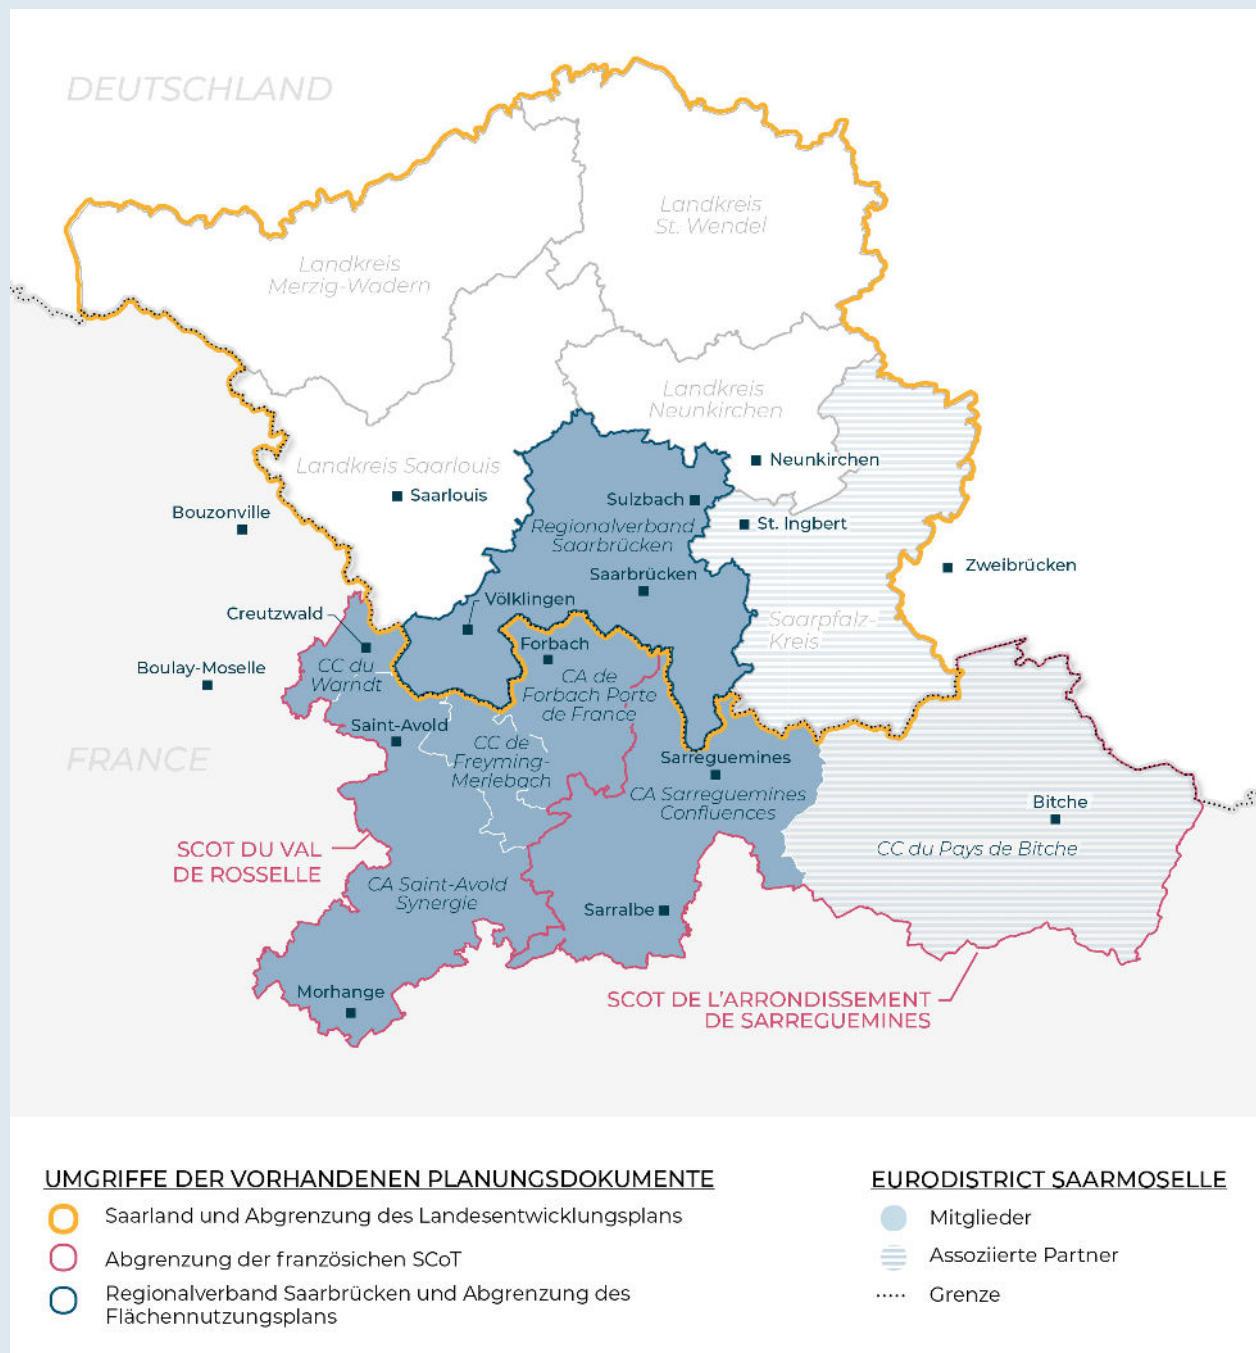 DEUTSCHLAND
Landkreis
St. Wendel
Landkreis
Merzig-Wadern
Landkreis
Neunkirchen
Landkreis Saarlouis
Neunkirchen
Saarlouis
Sulzbach
Bouzonville
St. Ingbert
Regionalverband
Saarbrücken
Saarbrücken
Zweibrücken
Völklingen
Creutzwald
Saarpfalz-
Kreis
Forbach
Boulay-Moselle
CC du
Warndt
CA de
Forbach Porte
de France
Saint-Avold
FRANCE
CC de
Freyming-
Merlebach
Sarreguemines
CA Sarreguemines
Confluences
Bitche
CC du Pays de Bitche
SCOT DU VAL
DE ROSSELLE
CA Saint-Avold
Synergie
Sarralbe
Morhange
SCOT DE L'ARRONDISSEMENT
DE SARREGUEMINES
UMGRIFFE DER VORHANDENEN PLANUNGSDOKUMENTE
Saarland und Abgrenzung des Landesentwicklungsplans
Abgrenzung der französichen SCoT
Regionalverband Saarbrücken und Abgrenzung des
Flächennutzungsplans
EURODISTRICT SAARMOSELLE
Mitglieder
Assoziierte Partner
Grenze